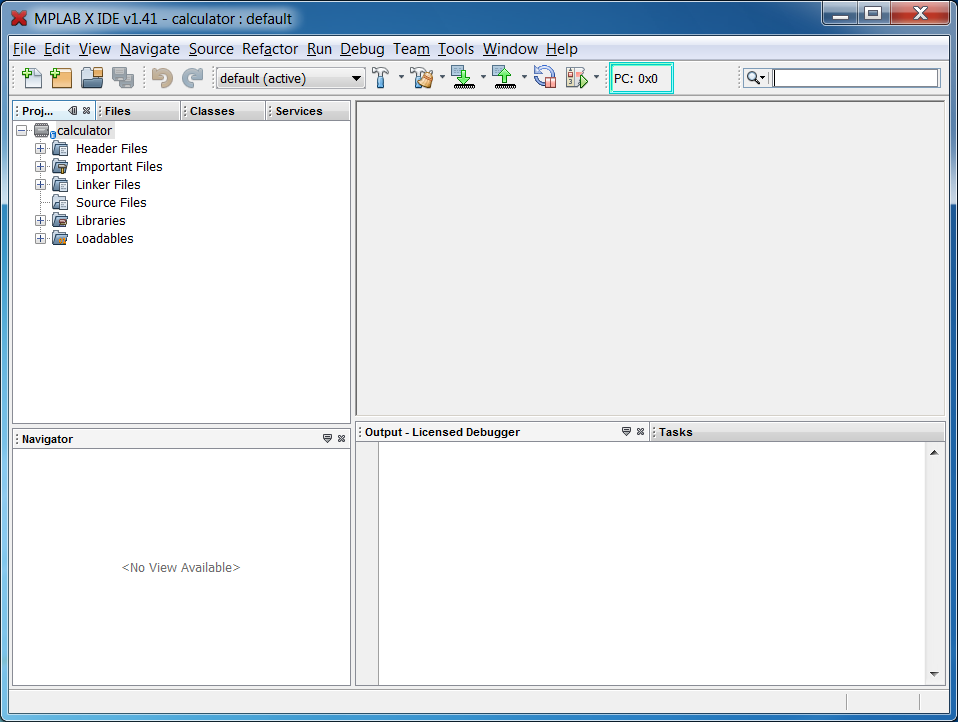 MPLAB X IDE v1.41 - calculator : default
File Edit View Navigate Source Refactor Run Debug Team Tools Window Help
default (active) PC: 0x0
Proj... Files Classes Services
calculator
Header Files
Important Files
Linker Files
Source Files
Libraries
Loadables
Navigator
<No View Available>
Output - Licensed Debugger Tasks